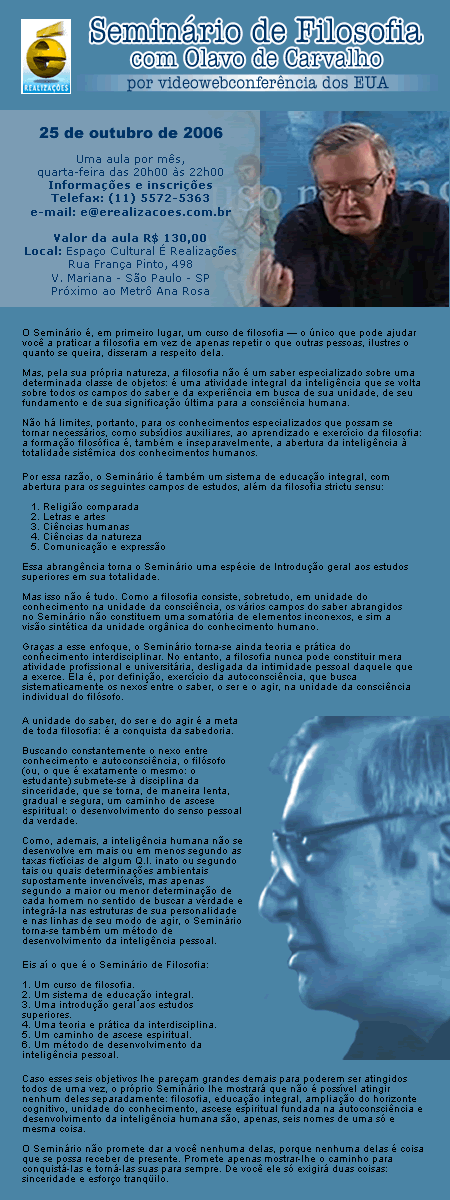 é
REALIZAÇÕES
Seminário de Filosofia
com Olavo de Carvalho
por videowebconferência dos EUA
25 de outubro de 2006
Uma aula por mês,
quarta-feira das 20h00 às 22h00
Informações e inscrições
Telefax: (11) 5572-5363
e-mail: e@erealizacoes.com.br
Valor da aula R$ 130,00
Local: Espaço Cultural É Realizações
Rua França Pinto, 498
V. Mariana - São Paulo - SP
Próximo ao Metrô Ana Rosa
O Seminário é, em primeiro lugar, um curso de filosofia — o único que pode ajudar
você a praticar a filosofia em vez de apenas repetir o que outras pessoas, ilustres o
quanto se queira, disseram a respeito dela.
Mas, pela sua própria natureza, a filosofia não é um saber especializado sobre uma
determinada classe de objetos: é uma atividade integral da inteligência que se volta
sobre todos os campos do saber e da experiência em busca de sua unidade, de seu
fundamento e de sua significação última para a consciência humana.
Não há limites, portanto, para os conhecimentos especializados que possam se
tornar necessários, como subsídios auxiliares, ao aprendizado e exercício da filosofia:
a formação filosófica é, também e inseparavelmente, a abertura da inteligência à
totalidade sistêmica dos conhecimentos humanos.
Por essa razão, o Seminário é também um sistema de educação integral, com
abertura para os seguintes campos de estudos, além da filosofia strictu sensu:
1. Religião comparada
2. Letras e artes
3. Ciências humanas
4. Ciências da natureza
5. Comunicação e expressão
Essa abrangência torna o Seminário uma espécie de Introdução geral aos estudos
superiores em sua totalidade.
Mas isso não é tudo. Como a filosofia consiste, sobretudo, em unidade do
conhecimento na unidade da consciência, os vários campos do saber abrangidos
no Seminário não constituem uma somatória de elementos inconexos, e sim a
visão sintética da unidade orgânica do conhecimento humano.
Graças a esse enfoque, o Seminário torna-se ainda teoria e prática do
conhecimento interdisciplinar. No entanto, a filosofia nunca pode constituir mera
atividade profissional e universitária, desligada da intimidade pessoal daquele que
a exerce. Ela é, por definição, exercício da autoconsciência, que busca
sistematicamente os nexos entre o saber, o ser e o agir, na unidade da consciência
individual do filósofo.
A unidade do saber, do ser e do agir é a meta
de toda filosofia: é a conquista da sabedoria.
Buscando constantemente o nexo entre
conhecimento e autoconsciência, o filósofo
(ou, o que é exatamente o mesmo: o
estudante) submete-se à disciplina da
sinceridade, que se torna, de maneira lenta,
gradual e segura, um caminho de ascese
espiritual: o desenvolvimento do senso pessoal
da verdade.
Como, ademais, a inteligência humana não se
desenvolve em mais ou em menos segundo as
taxas fictícias de algum Q.I. inato ou segundo
tais ou quais determinações ambientais
supostamente invencíveis, mas apenas
segundo a maior ou menor determinação de
cada homem no sentido de buscar a verdade e
integrá-la nas estruturas de sua personalidade
e nas linhas de seu modo de agir, o Seminário
torna-se também um método de
desenvolvimento da inteligência pessoal.
Eis aí o que é o Seminário de Filosofia:
1. Um curso de filosofia.
2. Um sistema de educação integral.
3. Uma introdução geral aos estudos
superiores.
4. Uma teoria e prática da interdisciplina.
5. Um caminho de ascese espiritual.
6. Um método de desenvolvimento da
inteligência pessoal.
Caso esses seis objetivos lhe pareçam grandes demais para poderem ser atingidos
todos de uma vez, o próprio Seminário lhe mostrará que não é possível atingir
nenhum deles separadamente: filosofia, educação integral, ampliação do horizonte
cognitivo, unidade do conhecimento, ascese espiritual fundada na autoconsciência e
desenvolvimento da inteligência humana são, apenas, seis nomes de uma só e
mesma coisa.
O Seminário não promete dar a você nenhuma delas, porque nenhuma delas é coisa
que se possa receber de presente. Promete apenas mostrar-lhe o caminho para
conquistá-las e torná-las suas para sempre. De você ele só exigirá duas coisas:
sinceridade e esforço tranqüilo.